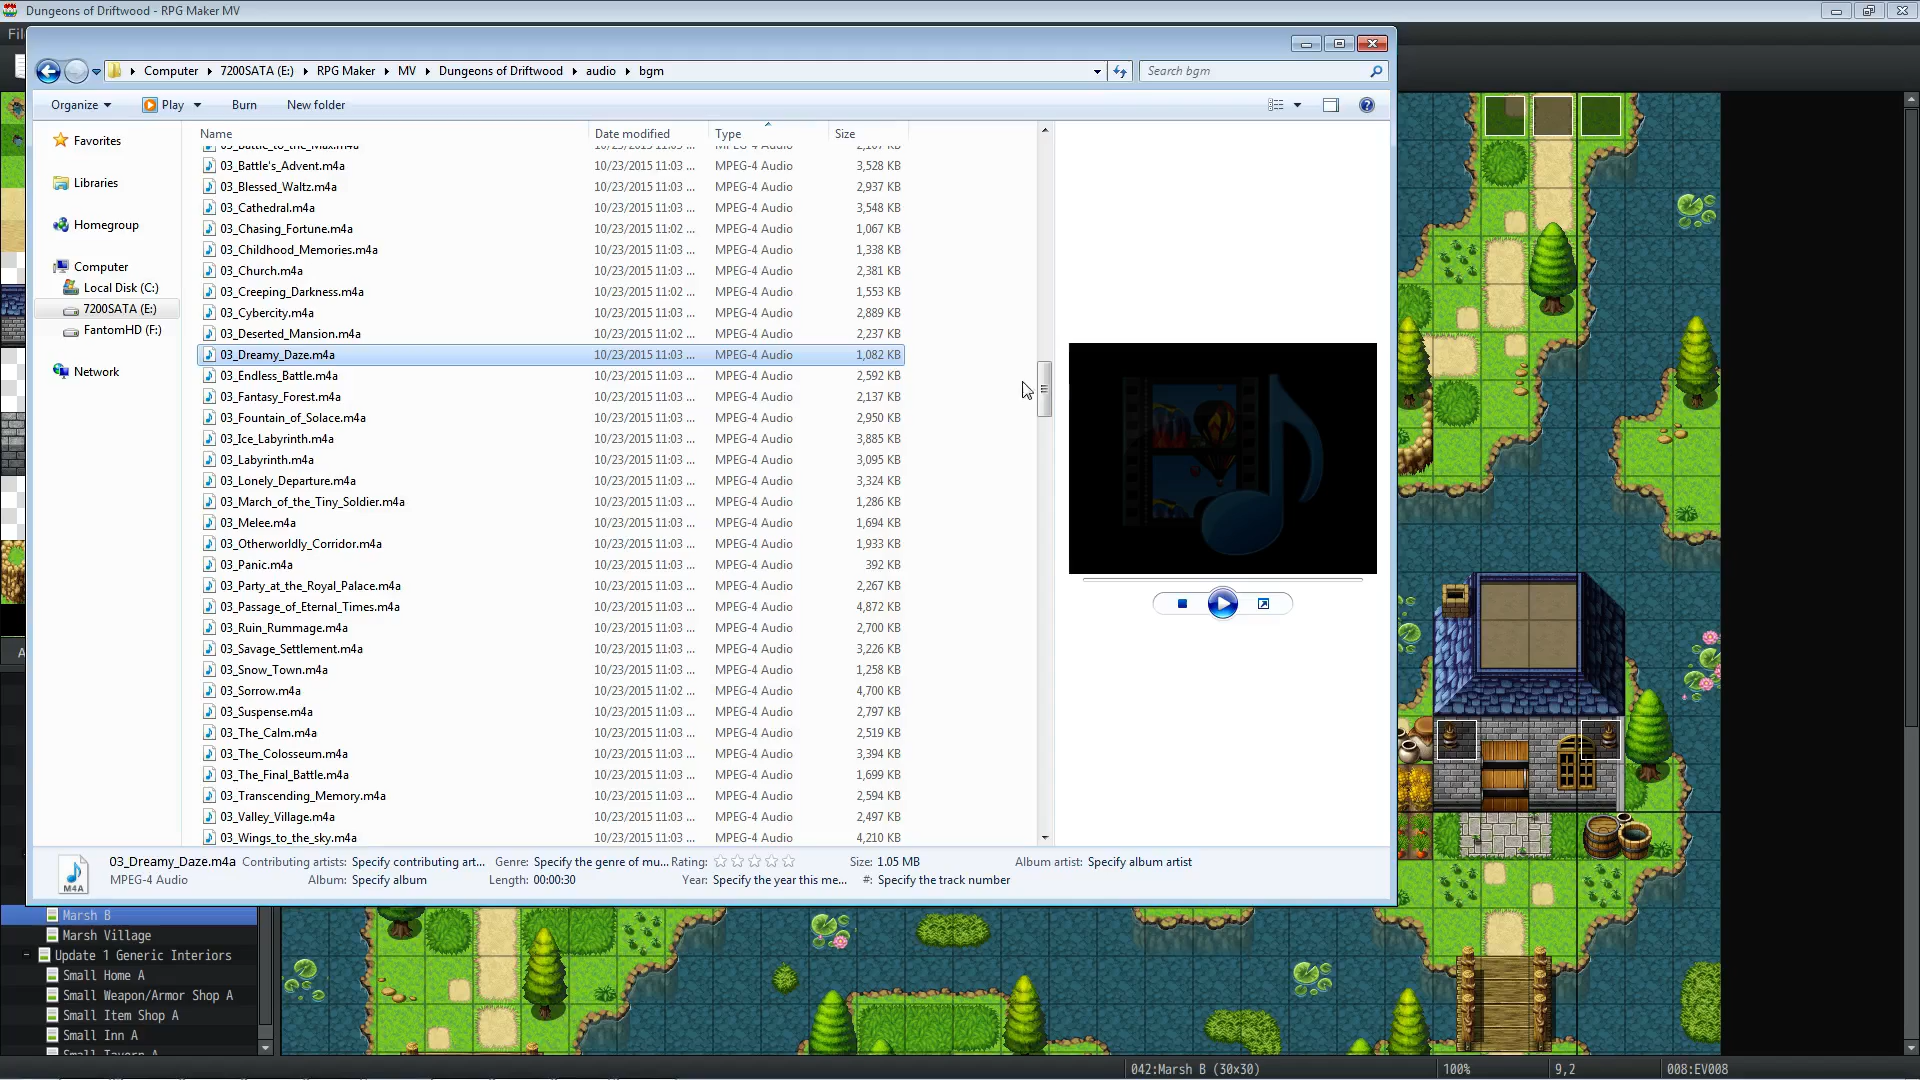 Dungeons of Driftwood - RPG Maker MV
Computer 7200SATA (E:) RPG Maker MV Dungeons of Driftwood audio bgm
Search bgm
Organize Play Burn New folder
Favorites
Libraries
Homegroup
Computer
Local Disk (C:)
7200SATA (E:)
FantomHD (F:)
Network
Name Date modified Type Size
03_Battle's_Advent.m4a 10/23/2015 11:03 ... MPEG-4 Audio 3,528 KB
03_Blessed_Waltz.m4a 10/23/2015 11:03 ... MPEG-4 Audio 2,937 KB
03_Cathedral.m4a 10/23/2015 11:03 ... MPEG-4 Audio 3,548 KB
03_Chasing_Fortune.m4a 10/23/2015 11:02 ... MPEG-4 Audio 1,067 KB
03_Childhood_Memories.m4a 10/23/2015 11:03 ... MPEG-4 Audio 1,338 KB
03_Church.m4a 10/23/2015 11:03 ... MPEG-4 Audio 2,381 KB
03_Creeping_Darkness.m4a 10/23/2015 11:02 ... MPEG-4 Audio 1,553 KB
03_Cybercity.m4a 10/23/2015 11:03 ... MPEG-4 Audio 2,889 KB
03_Deserted_Mansion.m4a 10/23/2015 11:02 ... MPEG-4 Audio 2,237 KB
03_Dreamy_Daze.m4a 10/23/2015 11:03 ... MPEG-4 Audio 1,082 KB
03_Endless_Battle.m4a 10/23/2015 11:03 ... MPEG-4 Audio 2,592 KB
03_Fantasy_Forest.m4a 10/23/2015 11:03 ... MPEG-4 Audio 2,137 KB
03_Fountain_of_Solace.m4a 10/23/2015 11:03 ... MPEG-4 Audio 2,950 KB
03_Ice_Labyrinth.m4a 10/23/2015 11:03 ... MPEG-4 Audio 3,885 KB
03_Labyrinth.m4a 10/23/2015 11:03 ... MPEG-4 Audio 3,095 KB
03_Lonely_Departure.m4a 10/23/2015 11:03 ... MPEG-4 Audio 3,324 KB
03_March_of_the_Tiny_Soldier.m4a 10/23/2015 11:03 ... MPEG-4 Audio 1,286 KB
03_Melee.m4a 10/23/2015 11:03 ... MPEG-4 Audio 1,694 KB
03_Otherworldly_Corridor.m4a 10/23/2015 11:03 ... MPEG-4 Audio 1,933 KB
03_Panic.m4a 10/23/2015 11:03 ... MPEG-4 Audio 392 KB
03_Party_at_the_Royal_Palace.m4a 10/23/2015 11:03 ... MPEG-4 Audio 2,267 KB
03_Passage_of_Eternal_Times.m4a 10/23/2015 11:03 ... MPEG-4 Audio 4,872 KB
03_Ruin_Rummage.m4a 10/23/2015 11:03 ... MPEG-4 Audio 2,700 KB
03_Savage_Settlement.m4a 10/23/2015 11:03 ... MPEG-4 Audio 3,226 KB
03_Snow_Town.m4a 10/23/2015 11:03 ... MPEG-4 Audio 1,258 KB
03_Sorrow.m4a 10/23/2015 11:02 ... MPEG-4 Audio 4,700 KB
03_Suspense.m4a 10/23/2015 11:03 ... MPEG-4 Audio 2,797 KB
03_The_Calm.m4a 10/23/2015 11:03 ... MPEG-4 Audio 2,519 KB
03_The_Colosseum.m4a 10/23/2015 11:03 ... MPEG-4 Audio 3,394 KB
03_The_Final_Battle.m4a 10/23/2015 11:03 ... MPEG-4 Audio 1,699 KB
03_Transcending_Memory.m4a 10/23/2015 11:03 ... MPEG-4 Audio 2,594 KB
03_Valley_Village.m4a 10/23/2015 11:03 ... MPEG-4 Audio 2,497 KB
03_Wings_to_the_sky.m4a 10/23/2015 11:03 ... MPEG-4 Audio 4,210 KB
M4A
03_Dreamy_Daze.m4a Contributing artists: Specify contributing art... Genre: Specify the genre of mu... Rating: Size: 1.05 MB Album artist: Specify album artist
MPEG-4 Audio Album: Specify album Length: 00:00:30 Year: Specify the year this me... #: Specify the track number
Marsh B
Marsh Village
Update 1 Generic Interiors
Small Home A
Small Weapon/Armor Shop A
Small Item Shop A
Small Inn A
042:Marsh B (30x30) 100% 9,2 008:EV008